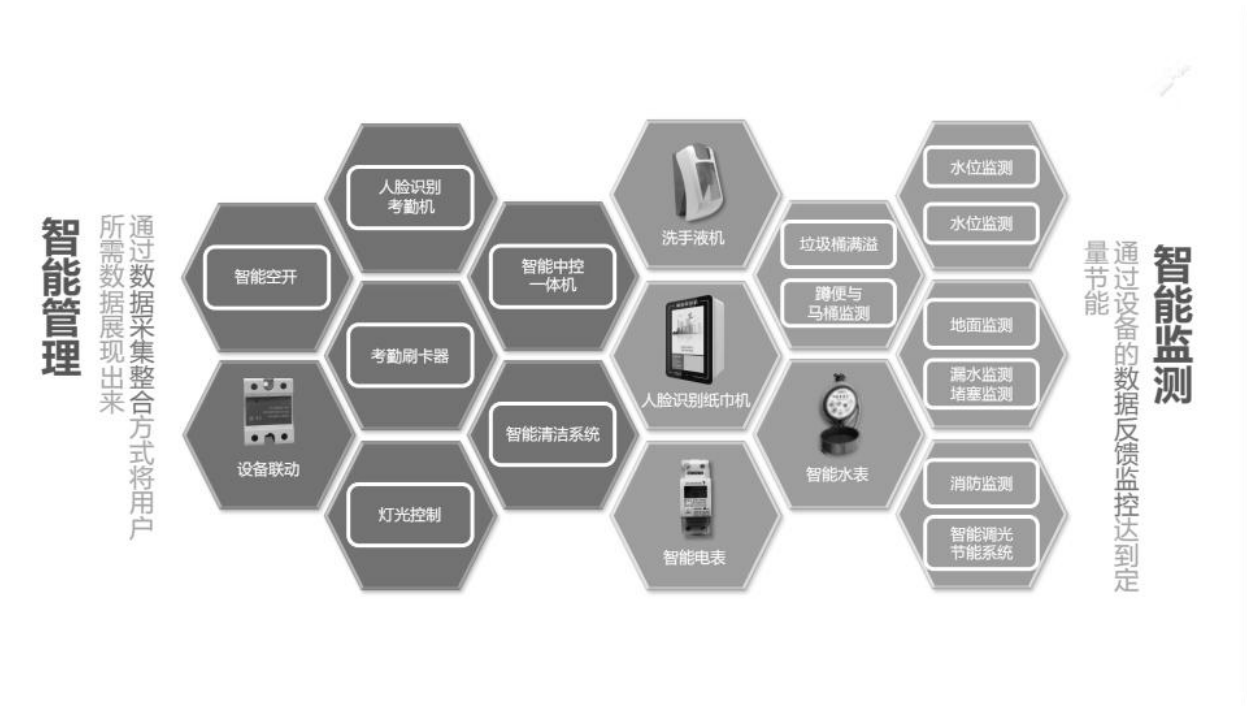 智能管理
通过数据采集整合方式将用户
所需数据展现出来
智能空开
设备联动
人脸识别
考勤机
考勤刷卡器
灯光控制
智能中控
一体机
智能清洁系统
洗手液机
人脸识别纸巾机
智能电表
垃圾桶满溢
蹲便与
马桶监测
智能水表
水位监测
水位监测
地面监测
漏水监测
堵塞监测
消防监测
智能调光
节能系统
通过设备的数据反馈监控达到定
量节能
智能监测